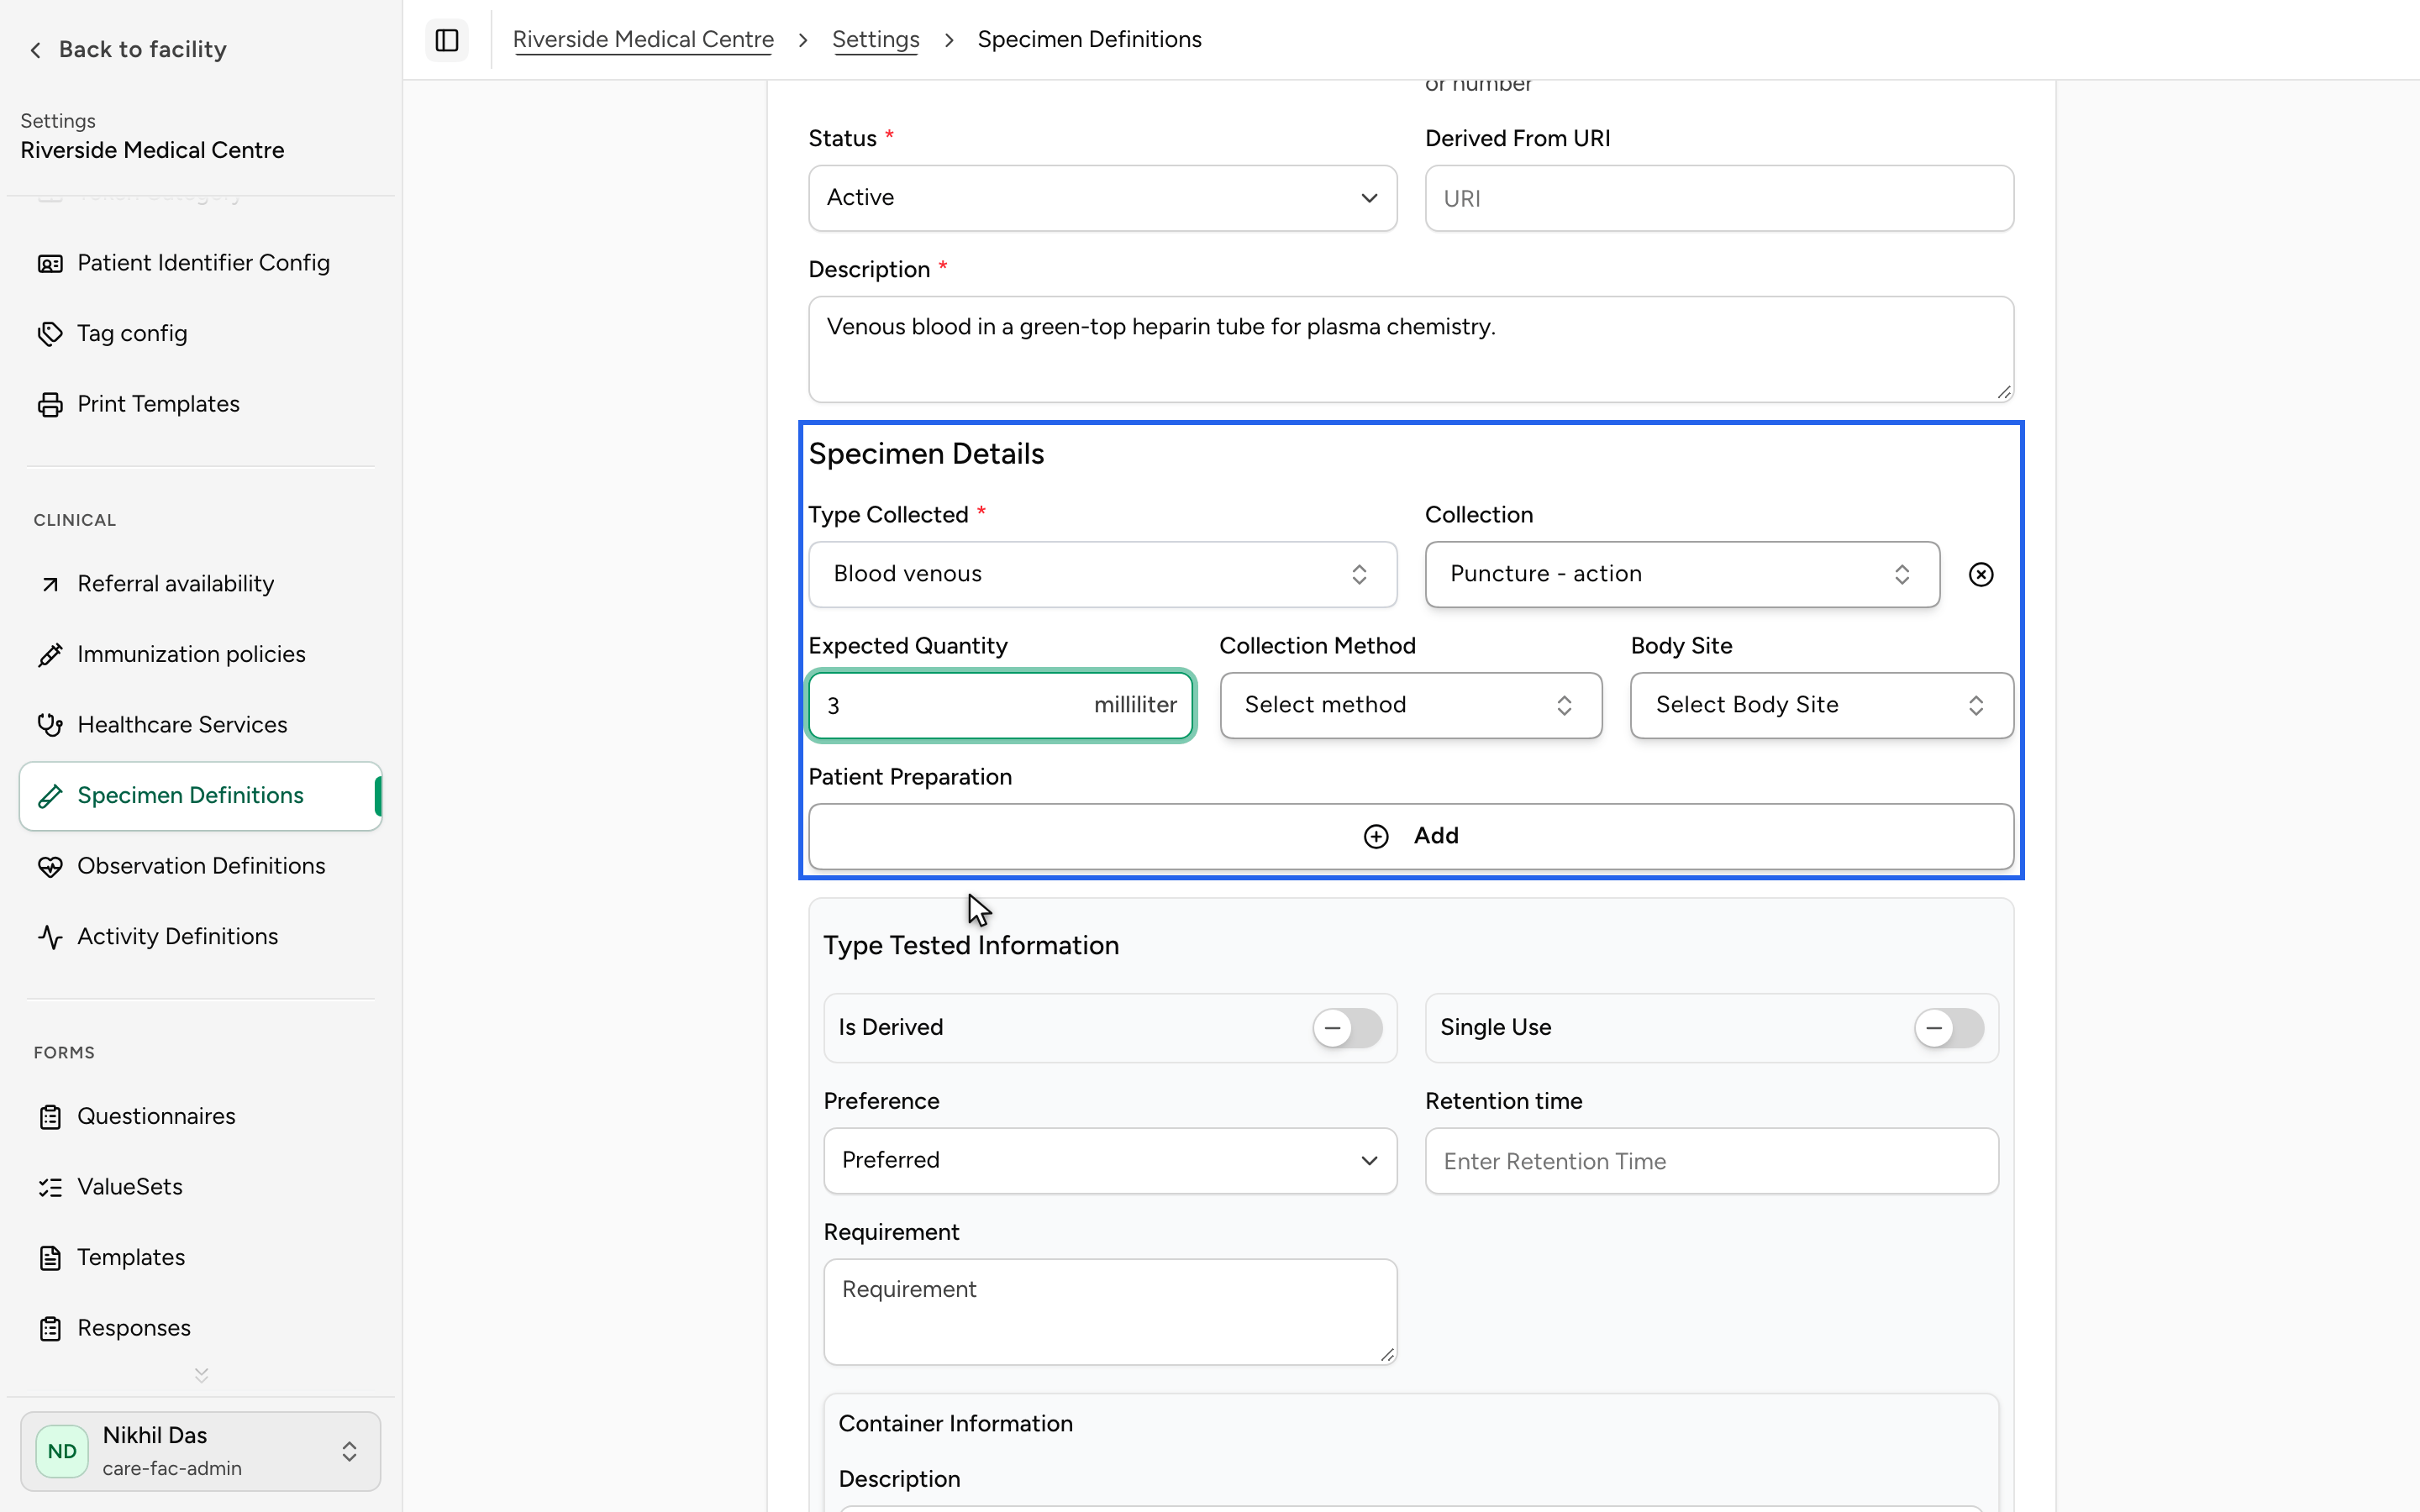 Back to facility
Settings
Riverside Medical Centre
Patient Identifier Config
Tag config
Print Templates
CLINICAL
Referral availability
Immunization policies
Healthcare Services
Specimen Definitions
Observation Definitions
Activity Definitions
FORMS
Questionnaires
ValueSets
Templates
Responses
ND
Nikhil Das
care-fac-admin
Riverside Medical Centre > Settings > Specimen Definitions
or number
Status *
Active
Derived From URI
URI
Description *
Venous blood in a green-top heparin tube for plasma chemistry.
Specimen Details
Type Collected *
Blood venous
Collection
Puncture - action
Expected Quantity
3 milliliter
Collection Method
Select method
Body Site
Select Body Site
Patient Preparation
Add
Type Tested Information
Is Derived
Single Use
Preference
Preferred
Retention time
Enter Retention Time
Requirement
Requirement
Container Information
Description